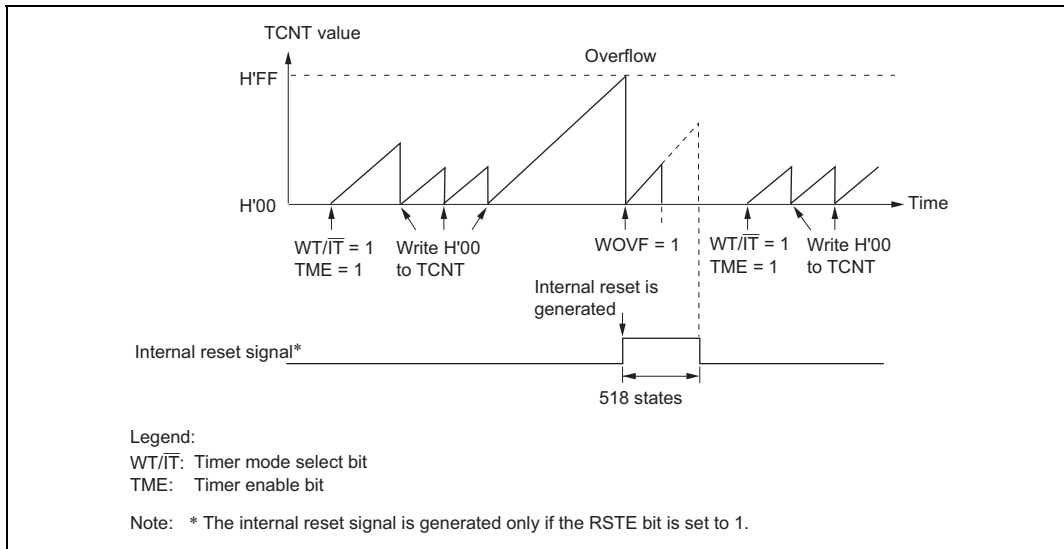 TCNT value
Overflow
H'FF
H'00
Time
WT/I̅T̅ = 1
TME = 1
Write H'00
to TCNT
WOVF = 1
WT/I̅T̅ = 1
TME = 1
Write H'00
to TCNT
Internal reset is
generated
Internal reset signal*
518 states
Legend:
WT/I̅T̅: Timer mode select bit
TME: Timer enable bit
Note: * The internal reset signal is generated only if the RSTE bit is set to 1.